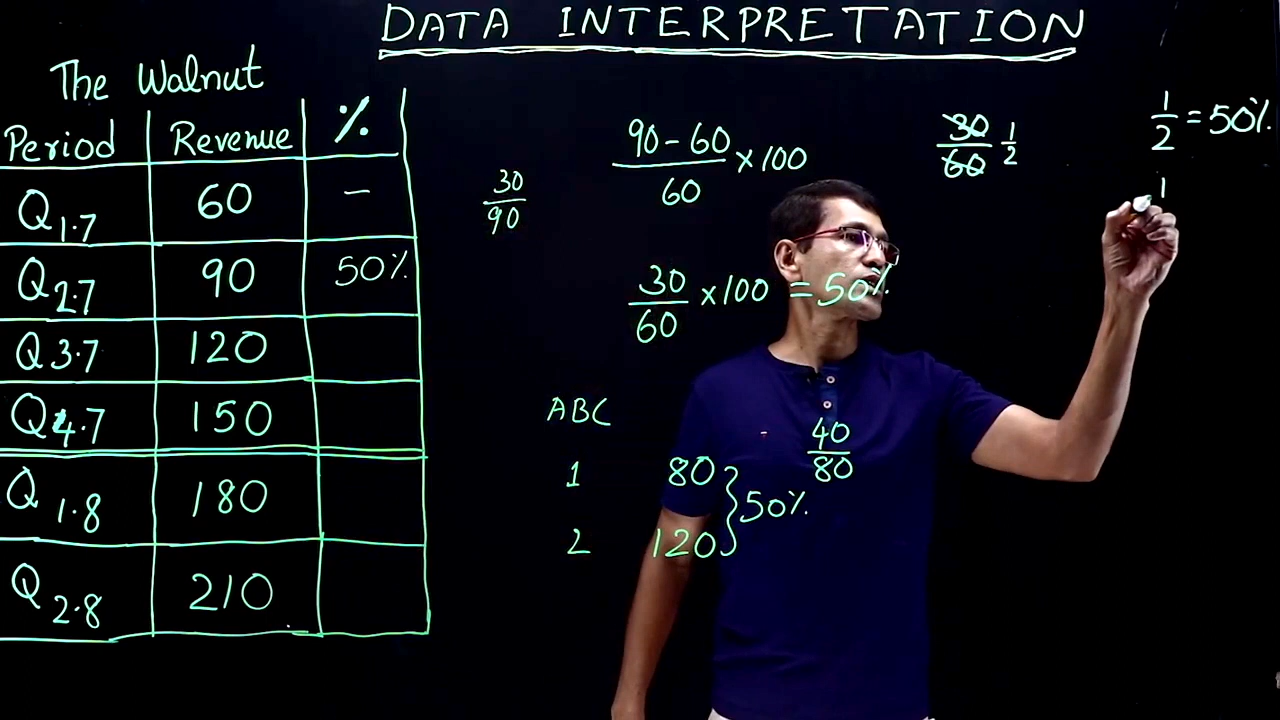 DATA INTERPRETATION
The Walnut
Period Revenue %
Q1.7 60 –
Q2.7 90 50%
Q3.7 120
Q4.7 150
Q1.8 180
Q2.8 210
30/90
90-60/60 ×100
30/60 ×100 = 50%
ABC
1 80
2 120
50%
40/80
30/60 1/2
1/2 = 50%
1